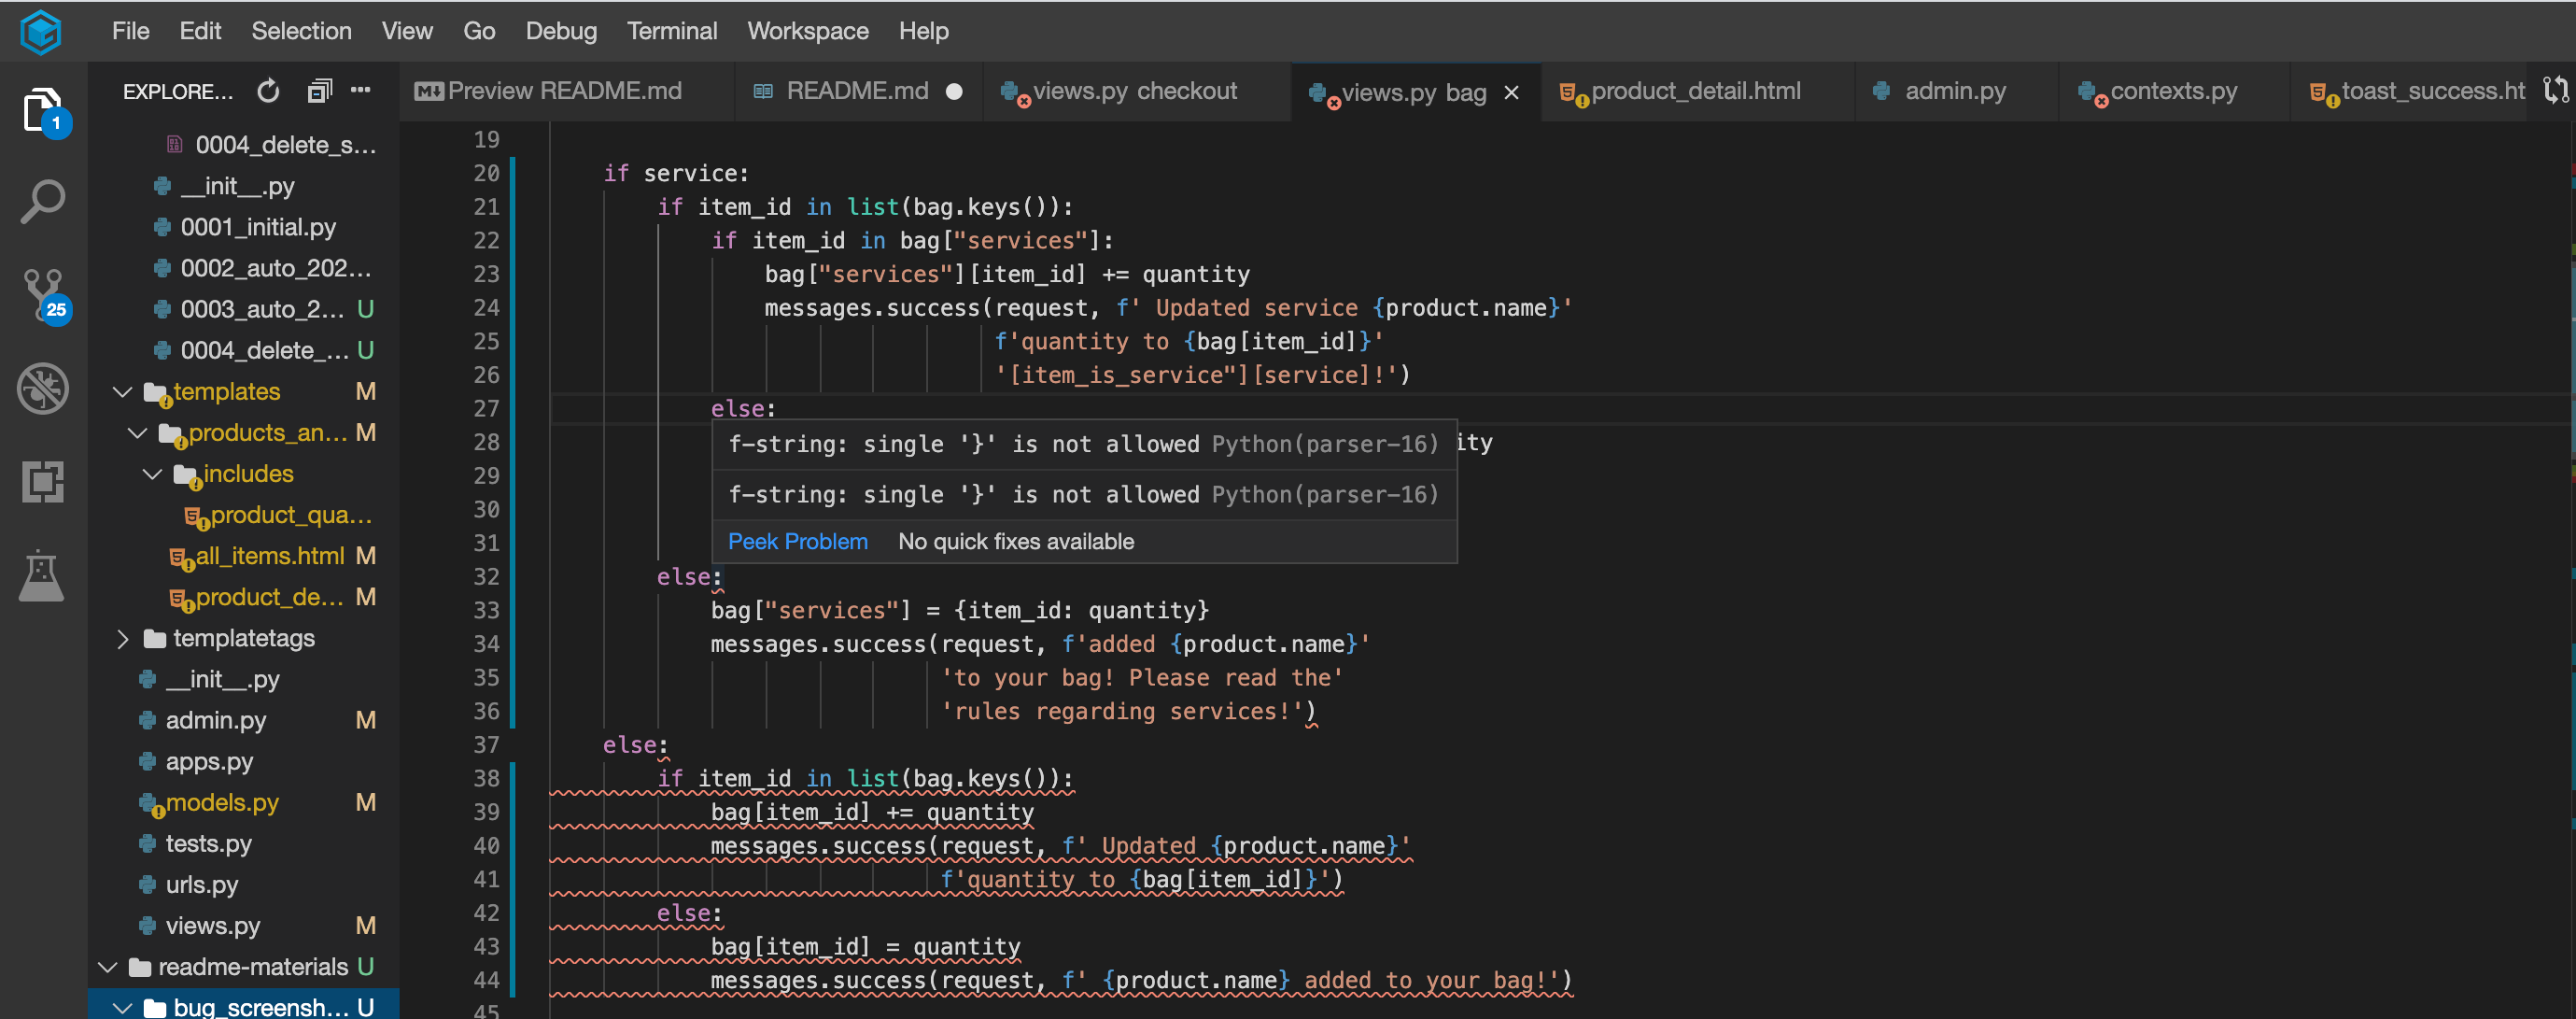 File Edit Selection View Go Debug Terminal Workspace Help
EXPLORE...
Preview README.md
README.md
views.py checkout
views.py bag
product_detail.html
admin.py
contexts.py
toast_success.ht
1
25
0004_delete_s...
__init__.py
0001_initial.py
0002_auto_202...
0003_auto_2... U
0004_delete_... U
templates M
products_an... M
includes
product_qua...
all_items.html M
product_de... M
templatetags
__init__.py
admin.py M
apps.py
models.py M
tests.py
urls.py
views.py M
readme-materials U
bug_screensh... U
19
20 if service:
21 if item_id in list(bag.keys()):
22 if item_id in bag["services"]:
23 bag["services"][item_id] += quantity
24 messages.success(request, f' Updated service {product.name}'
25 f'quantity to {bag[item_id]}'
26 '[item_is_service"][service]!')
27 else:
28 ity
29
30
31
f-string: single '}' is not allowed Python(parser-16)
f-string: single '}' is not allowed Python(parser-16)
Peek Problem No quick fixes available
32 else:
33 bag["services"] = {item_id: quantity}
34 messages.success(request, f'added {product.name}'
35 'to your bag! Please read the'
36 'rules regarding services!')
37 else:
38 if item_id in list(bag.keys()):
39 bag[item_id] += quantity
40 messages.success(request, f' Updated {product.name}'
41 f'quantity to {bag[item_id]}')
42 else:
43 bag[item_id] = quantity
44 messages.success(request, f' {product.name} added to your bag!')
45